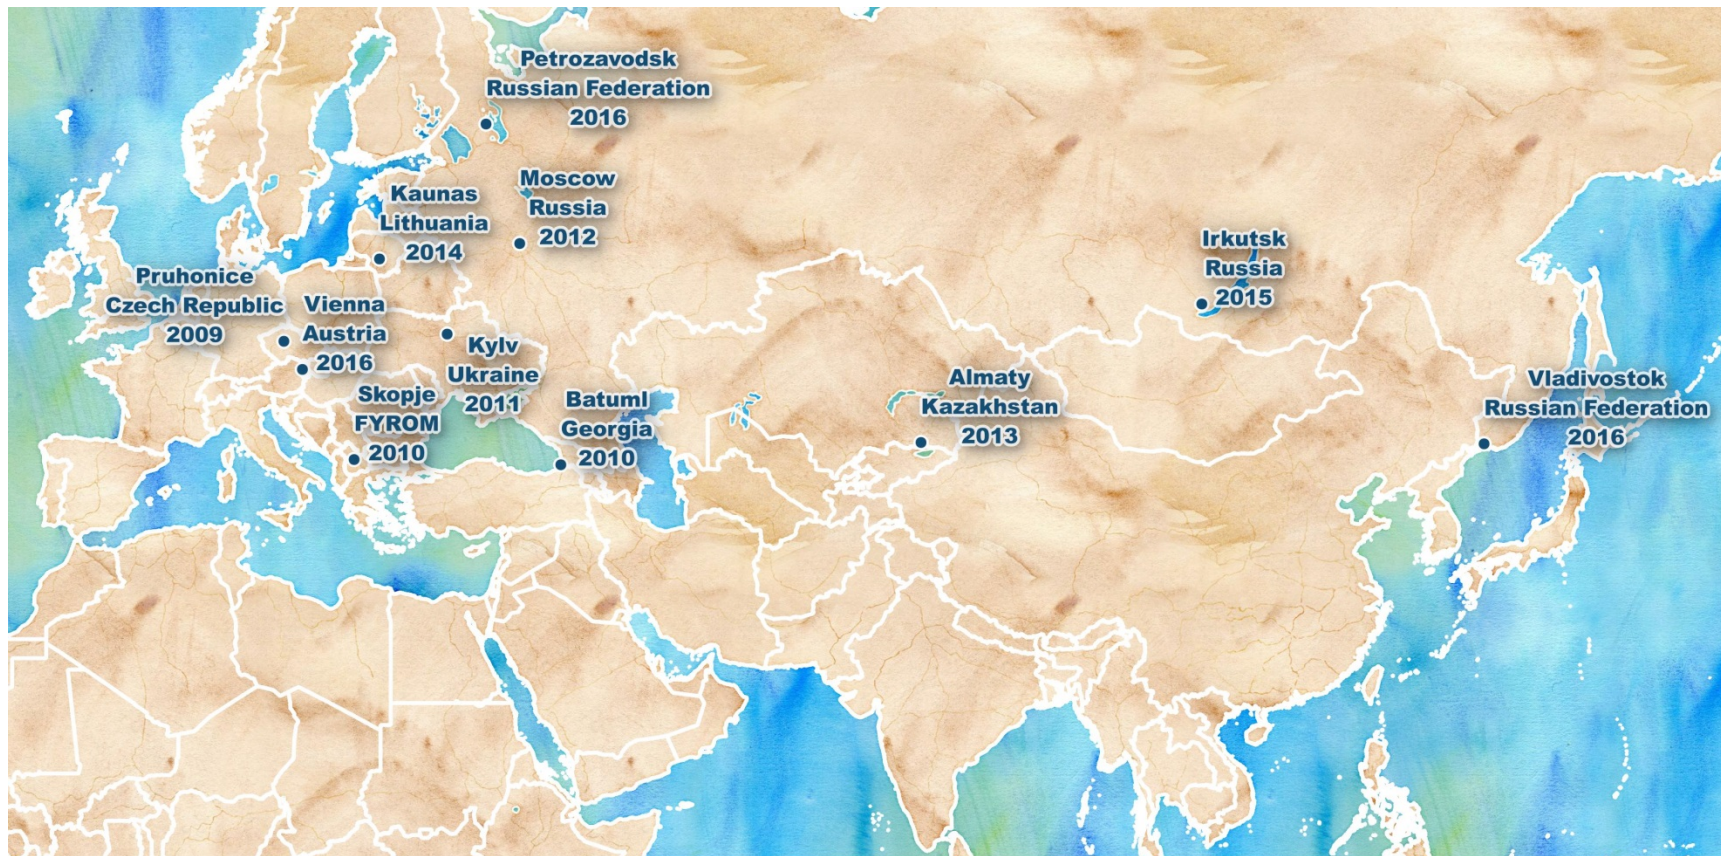 Petrozavodsk
Russian Federation
2016
Moscow
Russia
2012
Kaunas
Lithuania
2014
Irkutsk
Russia
2015
Pruhonice
Czech Republic
2009
Vienna
Austria
2016
Kylv
Ukraine
2011
Skopje
FYROM
2010
Batuml
Georgia
2010
Almaty
Kazakhstan
2013
Vladivostok
Russian Federation
2016